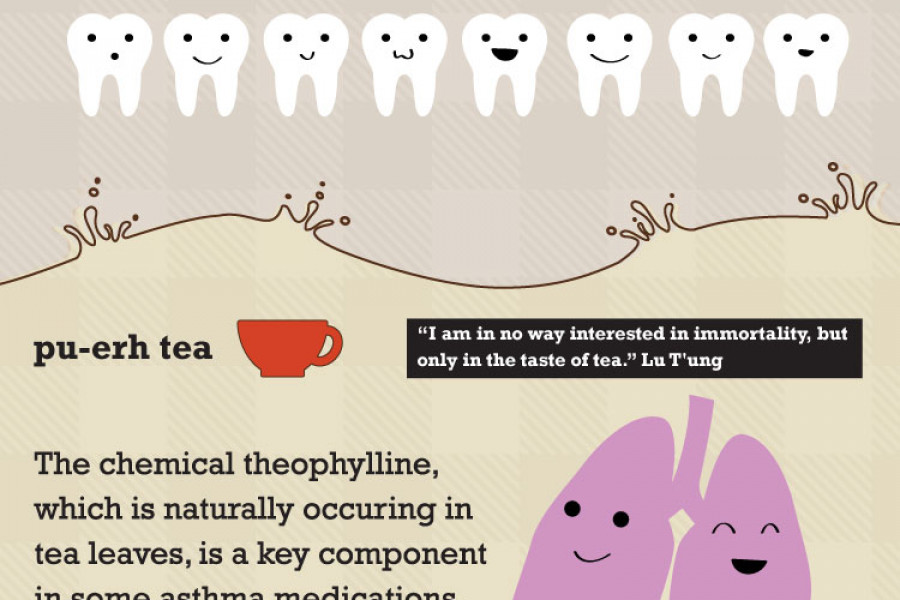 pu-erh tea
“I am in no way interested in immortality, but
only in the taste of tea.” Lu T'ung
The chemical theophylline,
which is naturally occuring in
tea leaves, is a key component
in some asthma medications